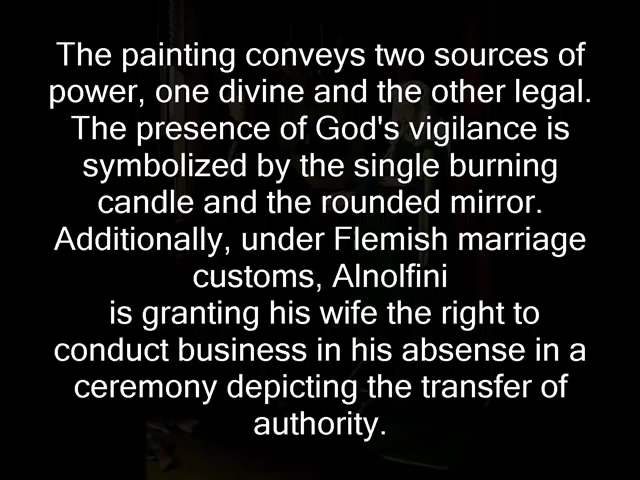 The painting conveys two sources of
power, one divine and the other legal.
The presence of God's vigilance is
symbolized by the single burning
candle and the rounded mirror.
Additionally, under Flemish marriage
customs, Alnolfini
is granting his wife the right to
conduct business in his absense in a
ceremony depicting the transfer of
authority.